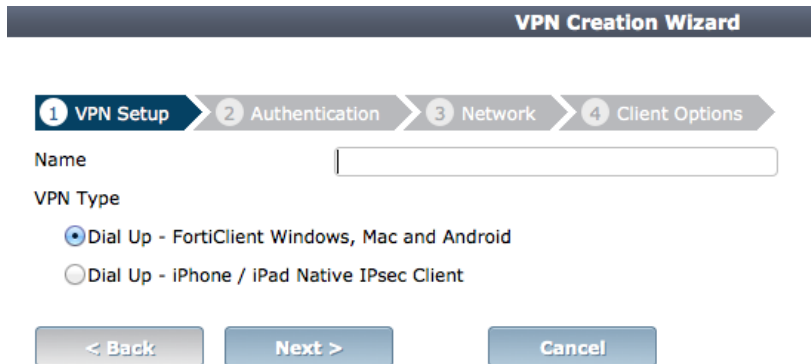 VPN Creation Wizard
1 VPN Setup 2 Authentication 3 Network 4 Client Options
Name
VPN Type
Dial Up - FortiClient Windows, Mac and Android
Dial Up - iPhone / iPad Native IPsec Client
< Back Next > Cancel